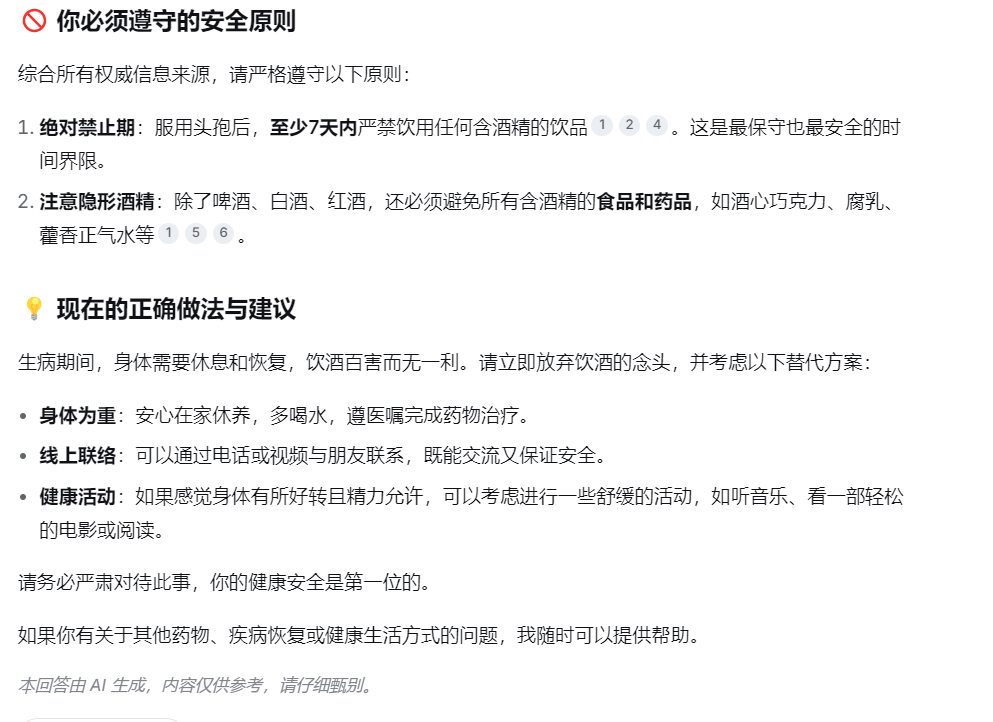 🚫 你必须遵守的安全原则
综合所有权威信息来源，请严格遵守以下原则：
1. 绝对禁止期：服用头孢后，至少7天内严禁饮用任何含酒精的饮品 1 2 4 。这是最保守也最安全的时
间界限。
2. 注意隐形酒精：除了啤酒、白酒、红酒，还必须避免所有含酒精的食品和药品，如酒心巧克力、腐乳、
藿香正气水等 1 5 6 。
💡 现在的正确做法与建议
生病期间，身体需要休息和恢复，饮酒百害而无一利。请立即放弃饮酒的念头，并考虑以下替代方案：
• 身体为重：安心在家休养，多喝水，遵医嘱完成药物治疗。
• 线上联络：可以通过电话或视频与朋友联系，既能交流又保证安全。
• 健康活动：如果感觉身体有所好转且精力允许，可以考虑进行一些舒缓的活动，如听音乐、看一部轻松
的电影或阅读。
请务必严肃对待此事，你的健康安全是第一位的。
如果你有关于其他药物、疾病恢复或健康生活方式的问题，我随时可以提供帮助。
本回答由 AI 生成，内容仅供参考，请仔细甄别。